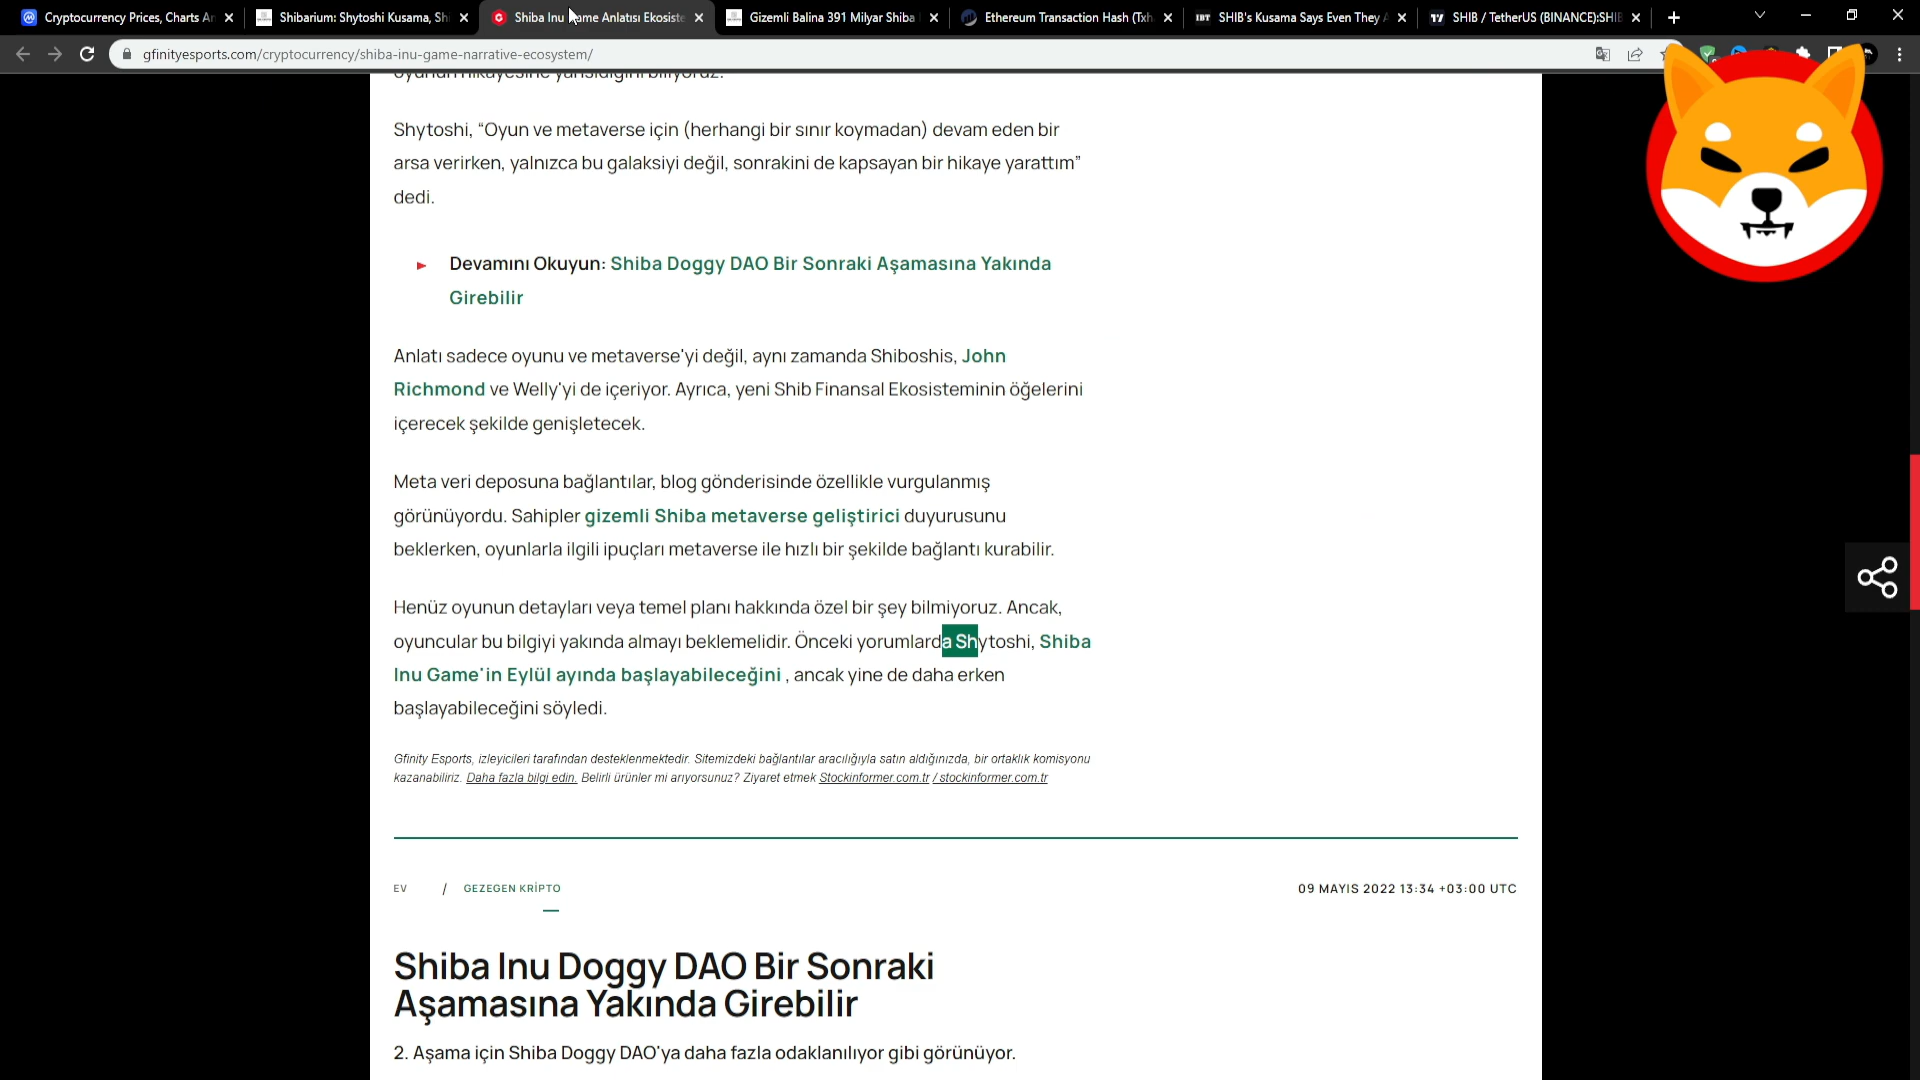 Cryptocurrency Prices, Charts
Shibarium: Shytoshi Kusama, Sh
Shiba Inu Game Anlatısı Ekosiste
Gizemli Balina 391 Milyar Shiba
Ethereum Transaction Hash (Txh
SHIB's Kusama Says Even They
SHIB / TetherUS (BINANCE):SHIB
gfinityesports.com/cryptocurrency/shiba-inu-game-narrative-ecosystem/
oyunun hikayesine yansıdığını biliyoruz.
Shytoshi, “Oyun ve metaverse için (herhangi bir sınır koymadan) devam eden bir
arsa verirken, yalnızca bu galaksiyi değil, sonrakini de kapsayan bir hikaye yarattım”
dedi.
Devamını Okuyun: Shiba Doggy DAO Bir Sonraki Aşamasına Yakında
Girebilir
Anlatı sadece oyunu ve metaverse'yi değil, aynı zamanda Shiboshis, John
Richmond ve Welly'yi de içeriyor. Ayrıca, yeni Shib Finansal Ekosisteminin öğelerini
içerecek şekilde genişletecek.
Meta veri deposuna bağlantılar, blog gönderisinde özellikle vurgulanmış
görünüyordu. Sahipler gizemli Shiba metaverse geliştirici duyurusunu
beklerken, oyunlarla ilgili ipuçları metaverse ile hızlı bir şekilde bağlantı kurabilir.
Henüz oyunun detayları veya temel planı hakkında özel bir şey bilmiyoruz. Ancak,
oyuncular bu bilgiyi yakında almayı beklemelidir. Önceki yorumlarda Shytoshi, Shiba
Inu Game'in Eylül ayında başlayabileceğini , ancak yine de daha erken
başlayabileceğini söyledi.
Gfinity Esports, izleyicileri tarafından desteklenmektedir. Sitemizdeki bağlantılar aracılığıyla satın aldığınızda, bir ortaklık komisyonu
kazanabiliriz. Daha fazla bilgi edin. Belirli ürünler mi arıyorsunuz? Ziyaret etmek Stockinformer.com.tr / stockinformer.com.tr
EV / GEZEGEN KRİPTO
09 MAYIS 2022 13:34 +03:00 UTC
Shiba Inu Doggy DAO Bir Sonraki
Aşamasına Yakında Girebilir
2. Aşama için Shiba Doggy DAO'ya daha fazla odaklanılıyor gibi görünüyor.